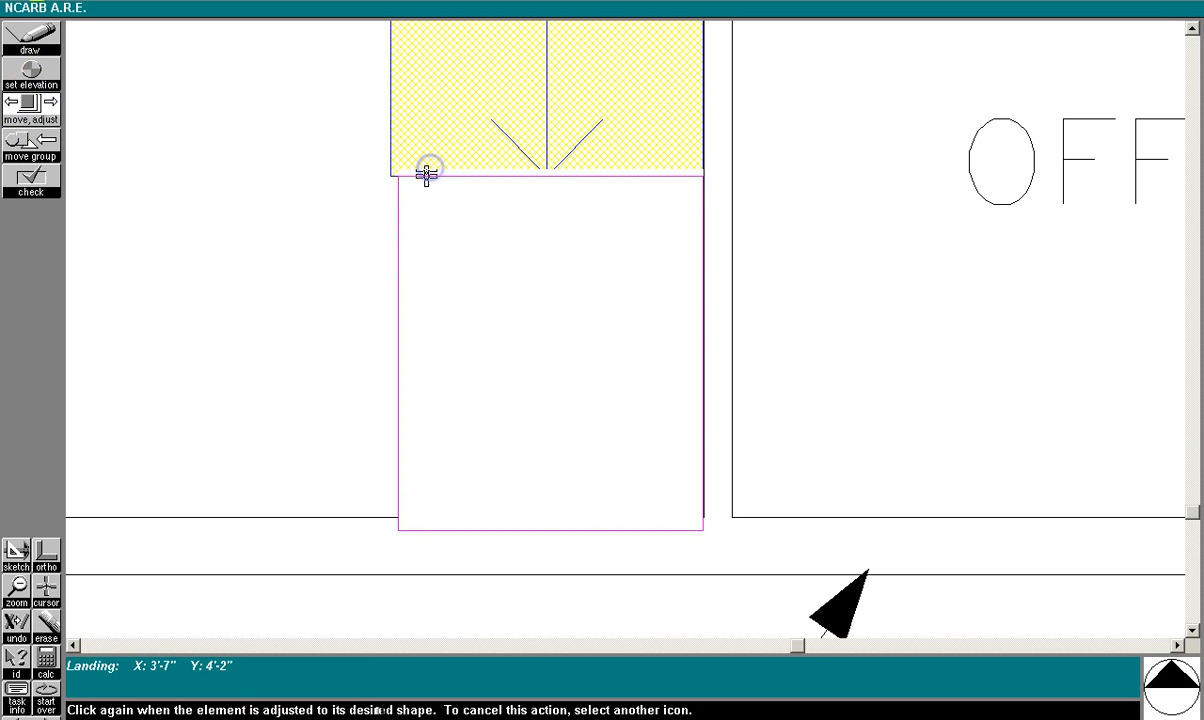 NCARB A.R.E.
draw
set elevation
move, adjust
move group
check
OFF
sketch ortho
zoom cursor
undo erase
id calc
task info start over
Landing: X: 3'-7" Y: 4'-2"
Click again when the element is adjusted to its desired shape. To cancel this action, select another icon.